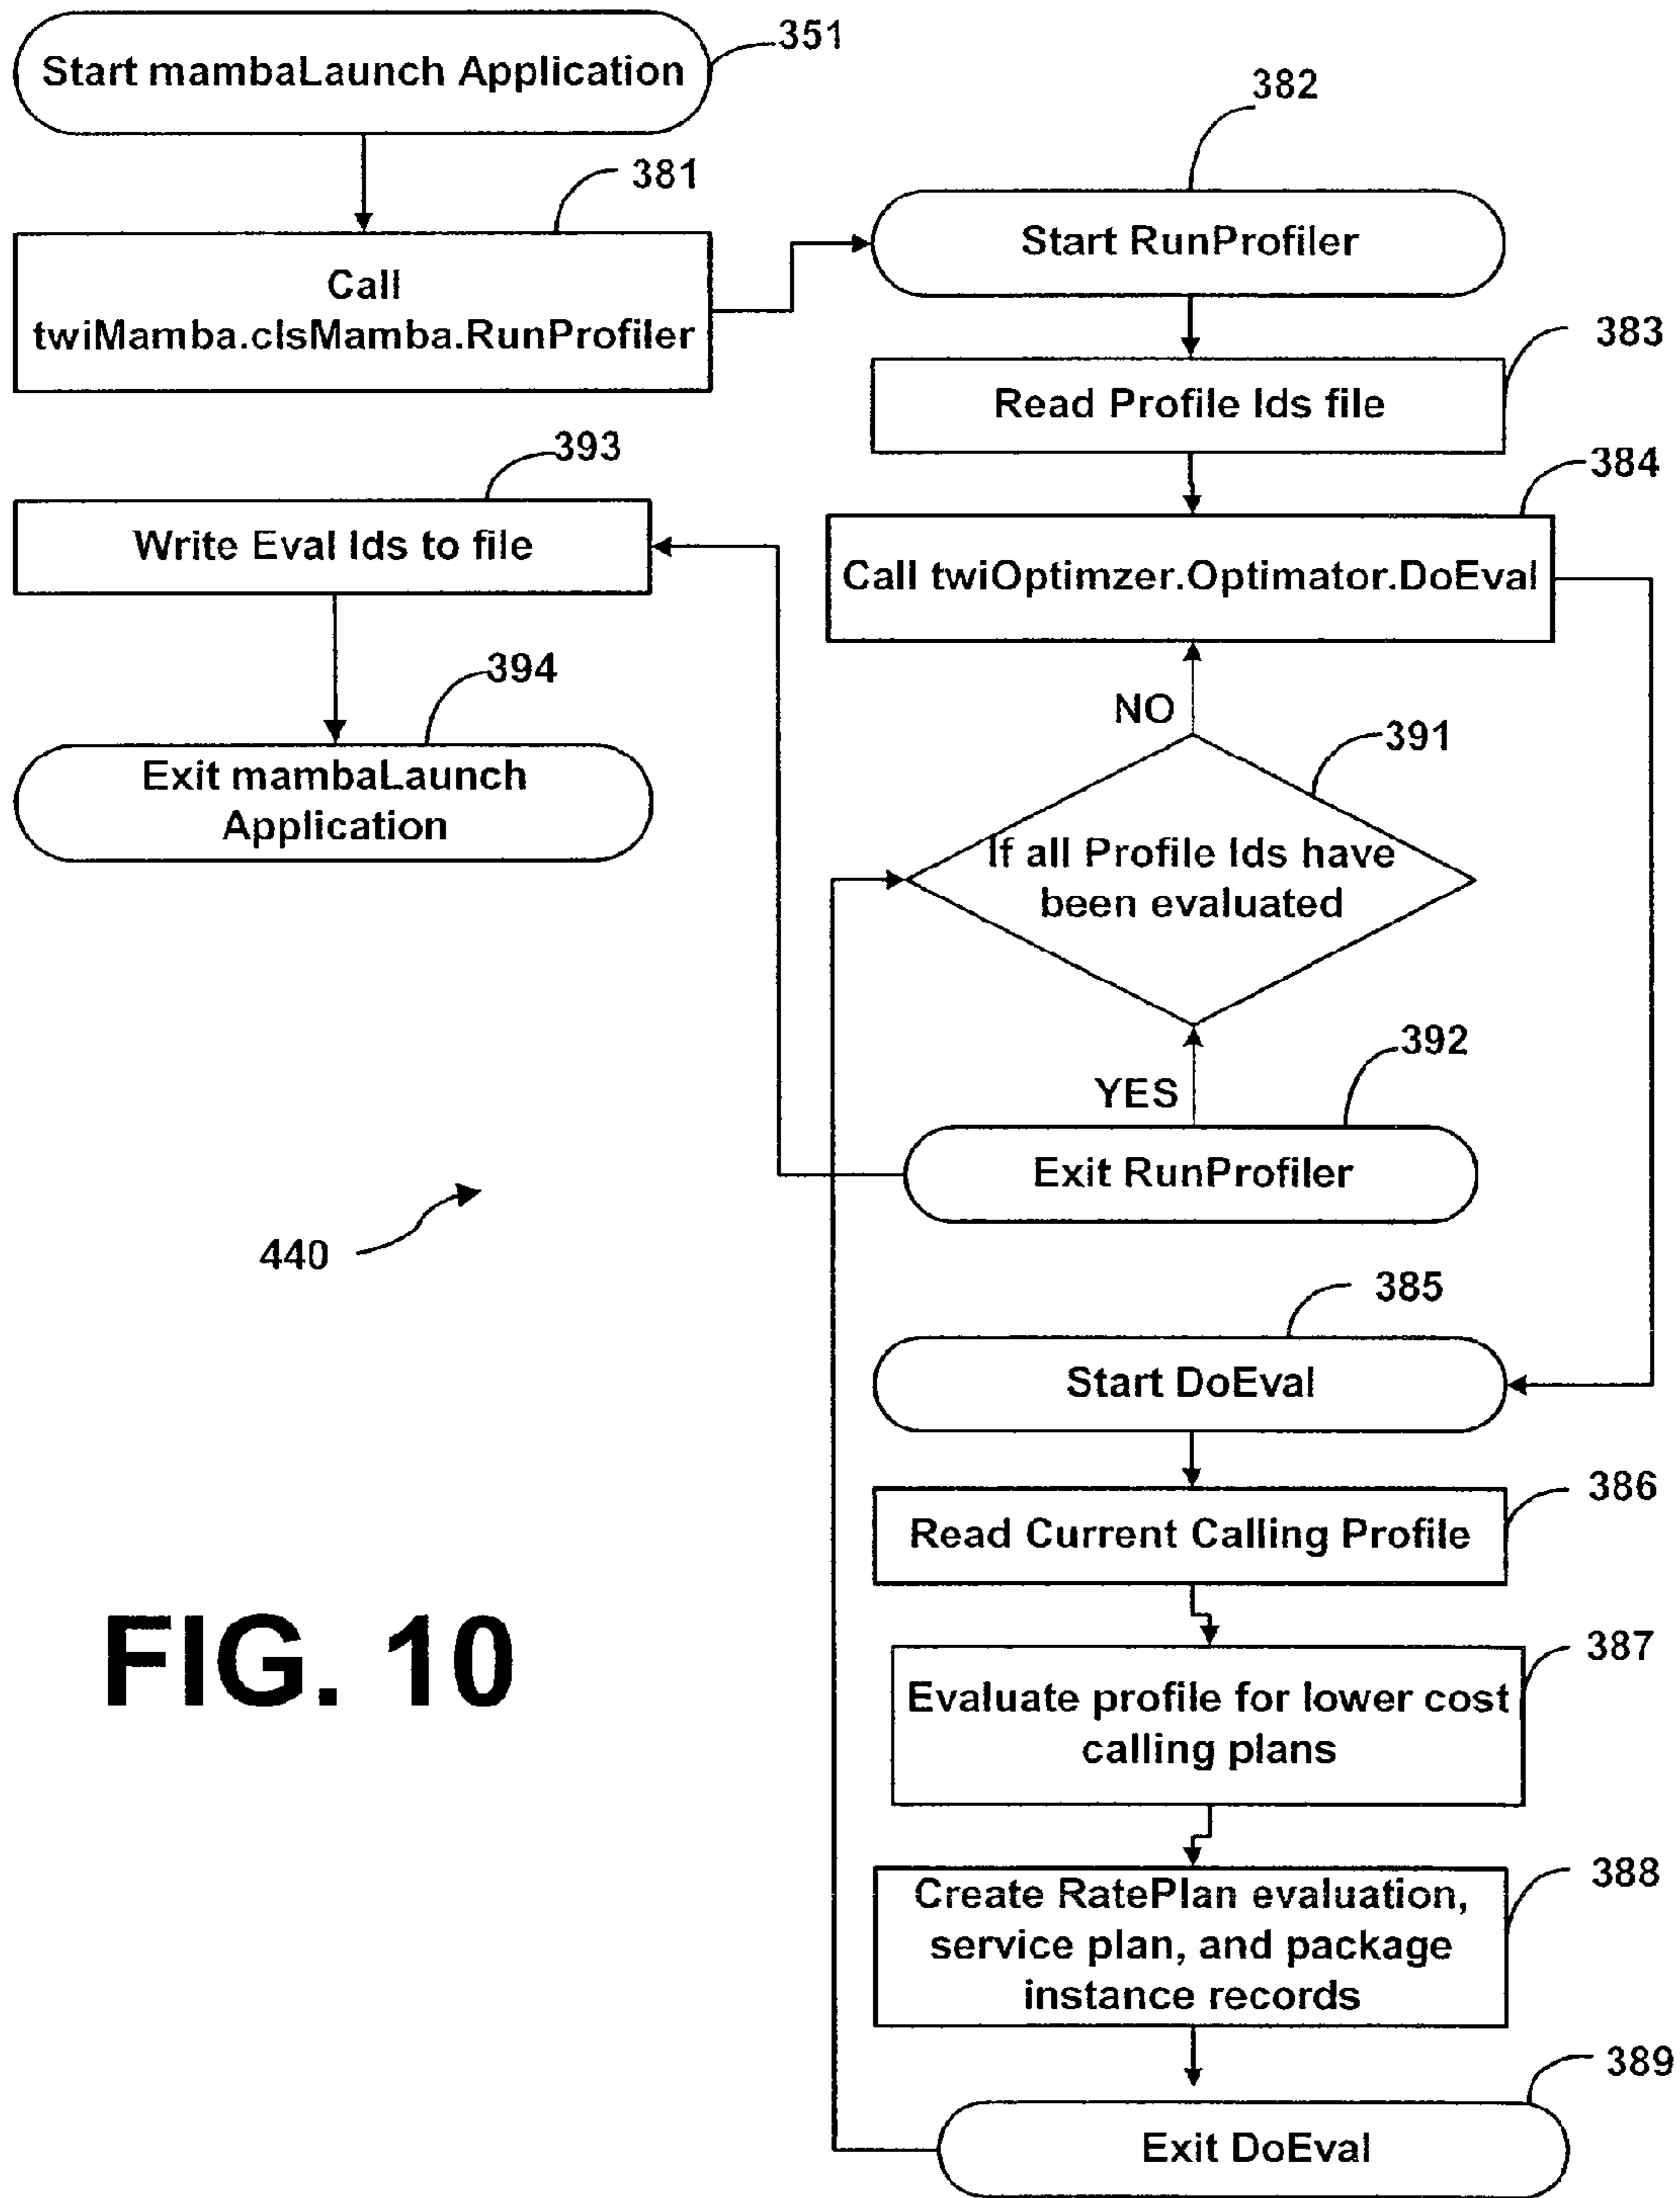 Start mambaLaunch Application
351
381
Call
twiMamba.clsMamba.RunProfiler
382
Start RunProfiler
383
Read Profile Ids file
384
Call twiOptimzer.Optimator.DoEval
393
Write Eval Ids to file
394
Exit mambaLaunch
Application
NO
391
If all Profile Ids have
been evaluated
YES
392
Exit RunProfiler
440
385
Start DoEval
386
Read Current Calling Profile
387
Evaluate profile for lower cost
calling plans
388
Create RatePlan evaluation,
service plan, and package
instance records
389
Exit DoEval
FIG. 10